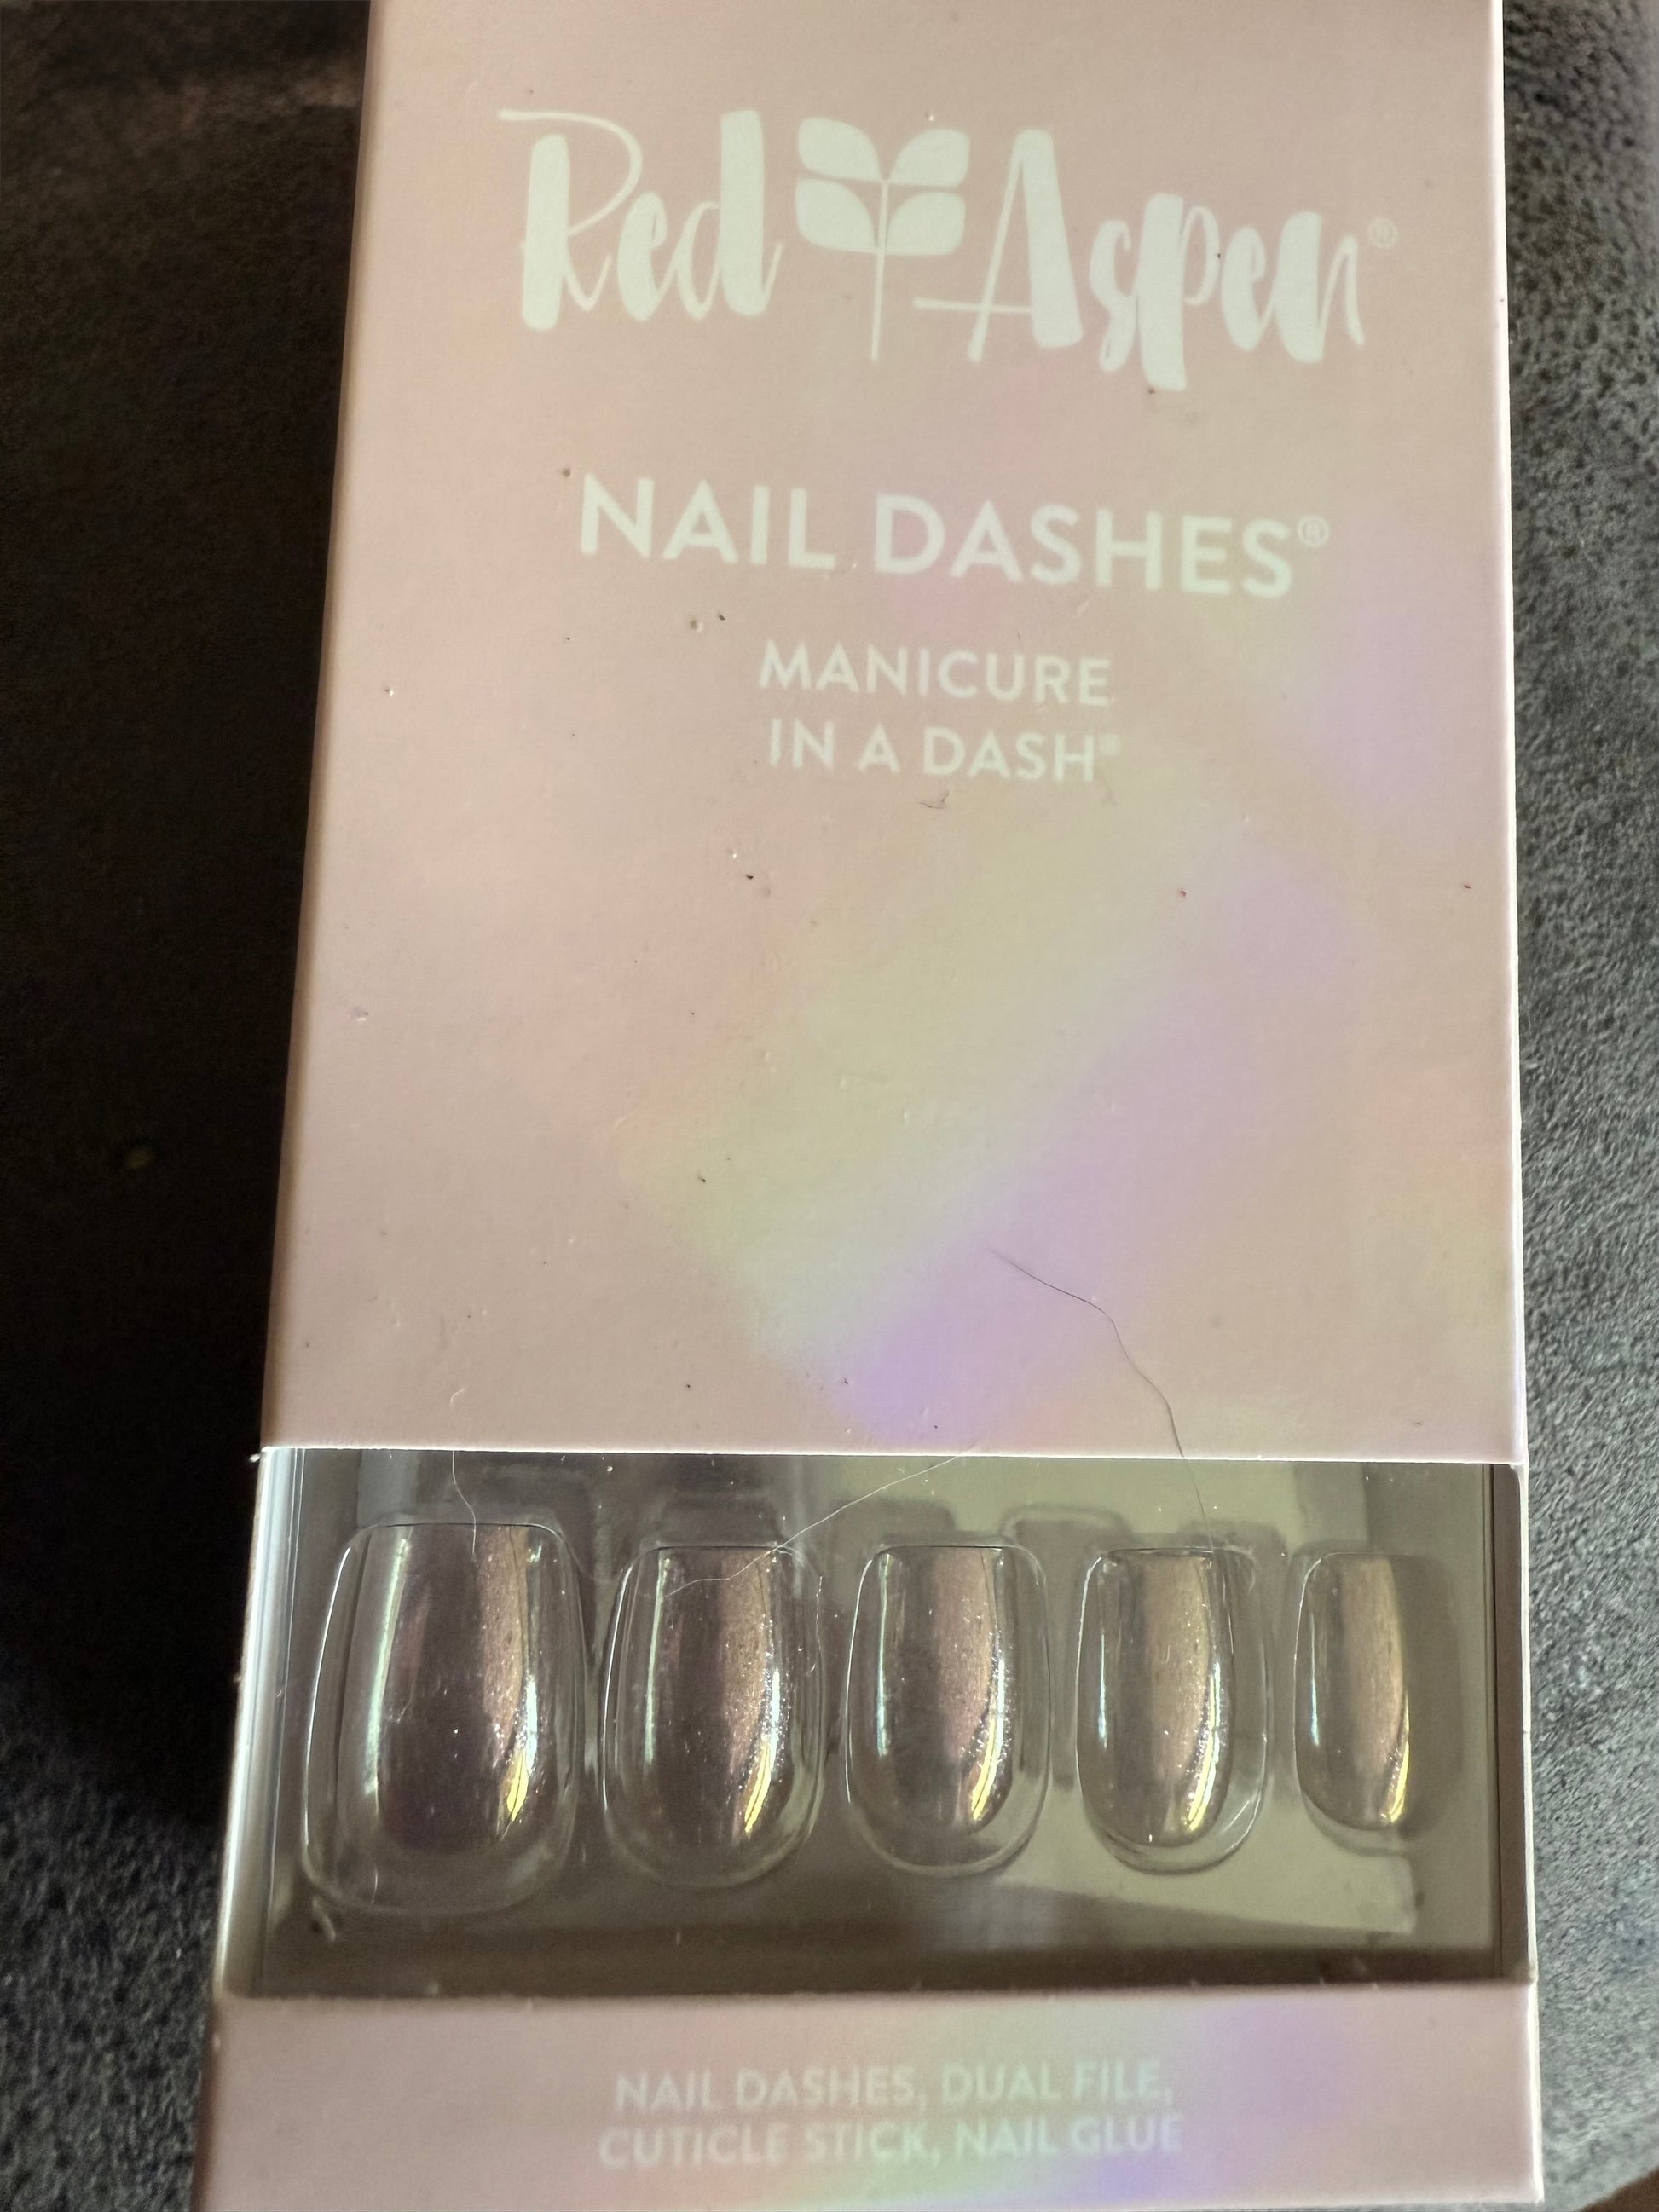 Red Aspen®
NAIL DASHES®
MANICURE
IN A DASH®
NAIL DASHES, DUAL FILE,
CUTICLE STICK, NAIL GLUE